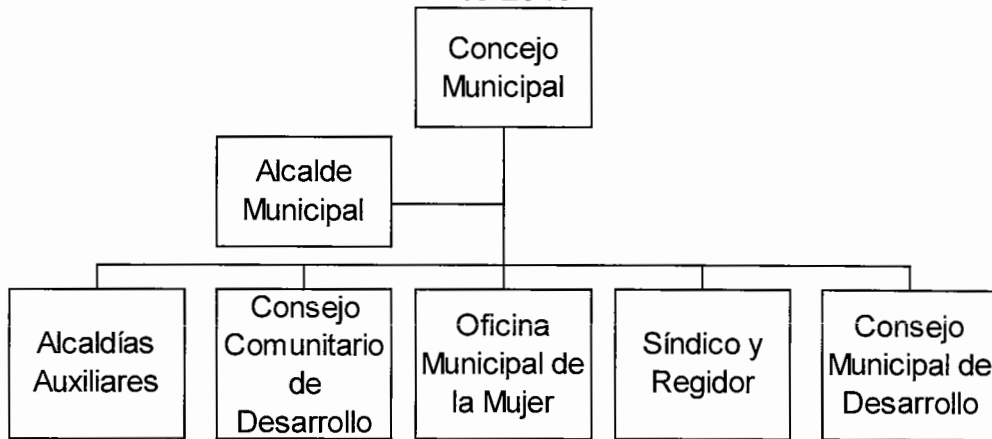 Concejo
Municipal
Alcalde
Municipal
Alcaldías
Auxiliares
Consejo
Comunitario
de
Desarrollo
Oficina
Municipal de
la Mujer
Síndico y
Regidor
Consejo
Municipal de
Desarrollo